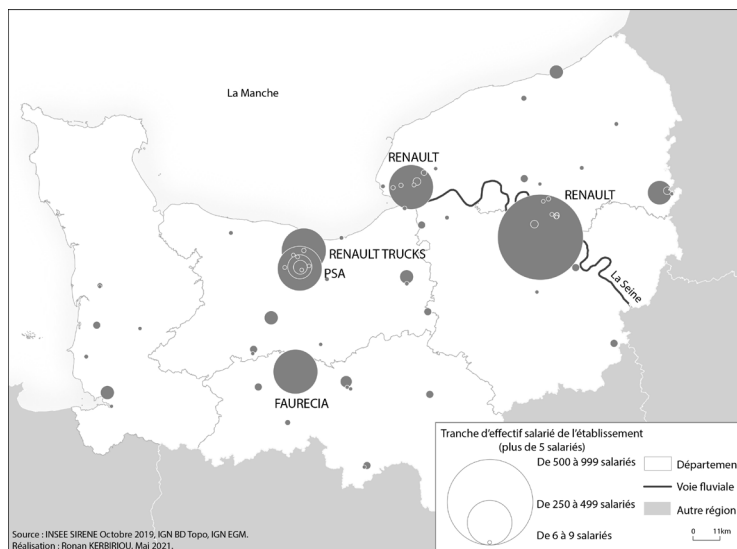 La Manche
RENAULT
RENAULT
RENAULT TRUCKS
PSA
La Seine
FAURECIA
Tranche d'effectif salarié de l'établissement
(plus de 5 salariés)
De 500 à 999 salariés
De 250 à 499 salariés
De 6 à 9 salariés
Département
Voie fluviale
Autre région
0 11km
Source : INSEE SIRENE Octobre 2019, IGN BD Topo, IGN EGM.
Réalisation : Ronan KERBIRIOU, Mai 2021.